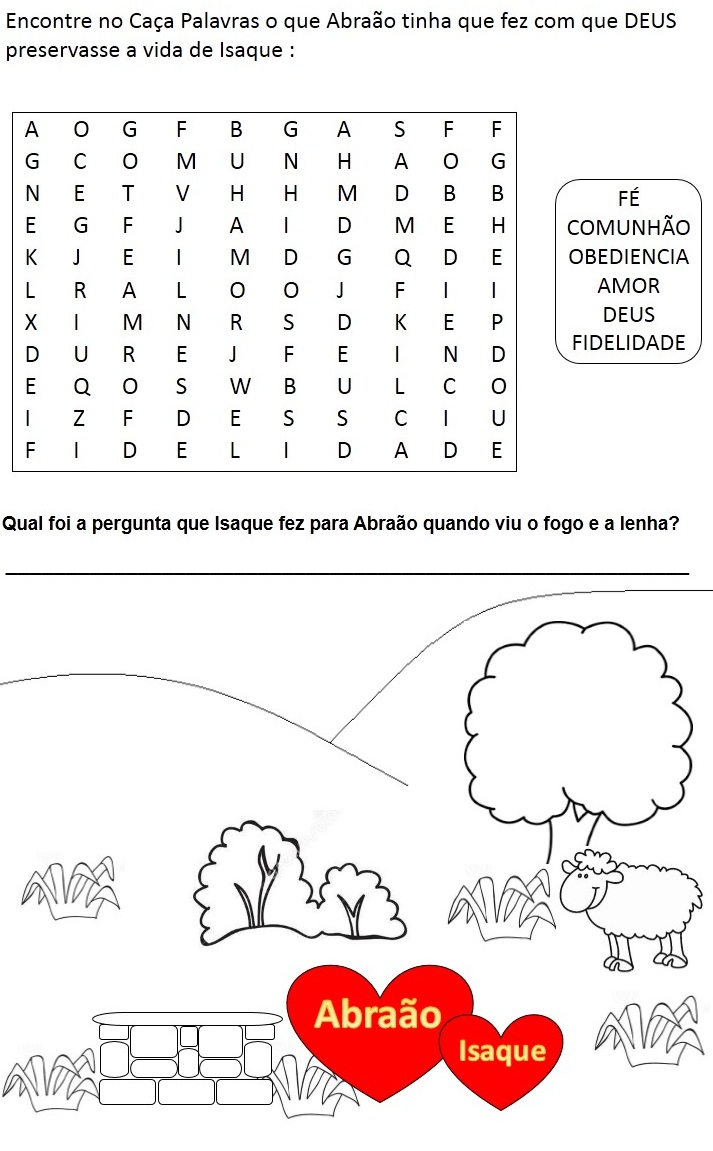 Encontre no Caça Palavras o que Abraão tinha que fez com que DEUS
preservasse a vida de Isaque :
A O G F B G A S F F
G C O M U N H A O G
N E T V H H M D B B
E G F J A I D M E H
K J E I M D G Q D E
L R A L O O J F I I
X I M N R S D K E P
D U R E J F E I N D
E Q O S W B U L C O
I Z F D E S S C I U
F I D E L I D A D E
FÉ
COMUNHÃO
OBEDIENCIA
AMOR
DEUS
FIDELIDADE
Qual foi a pergunta que Isaque fez para Abraão quando viu o fogo e a lenha?
Abraão
Isaque